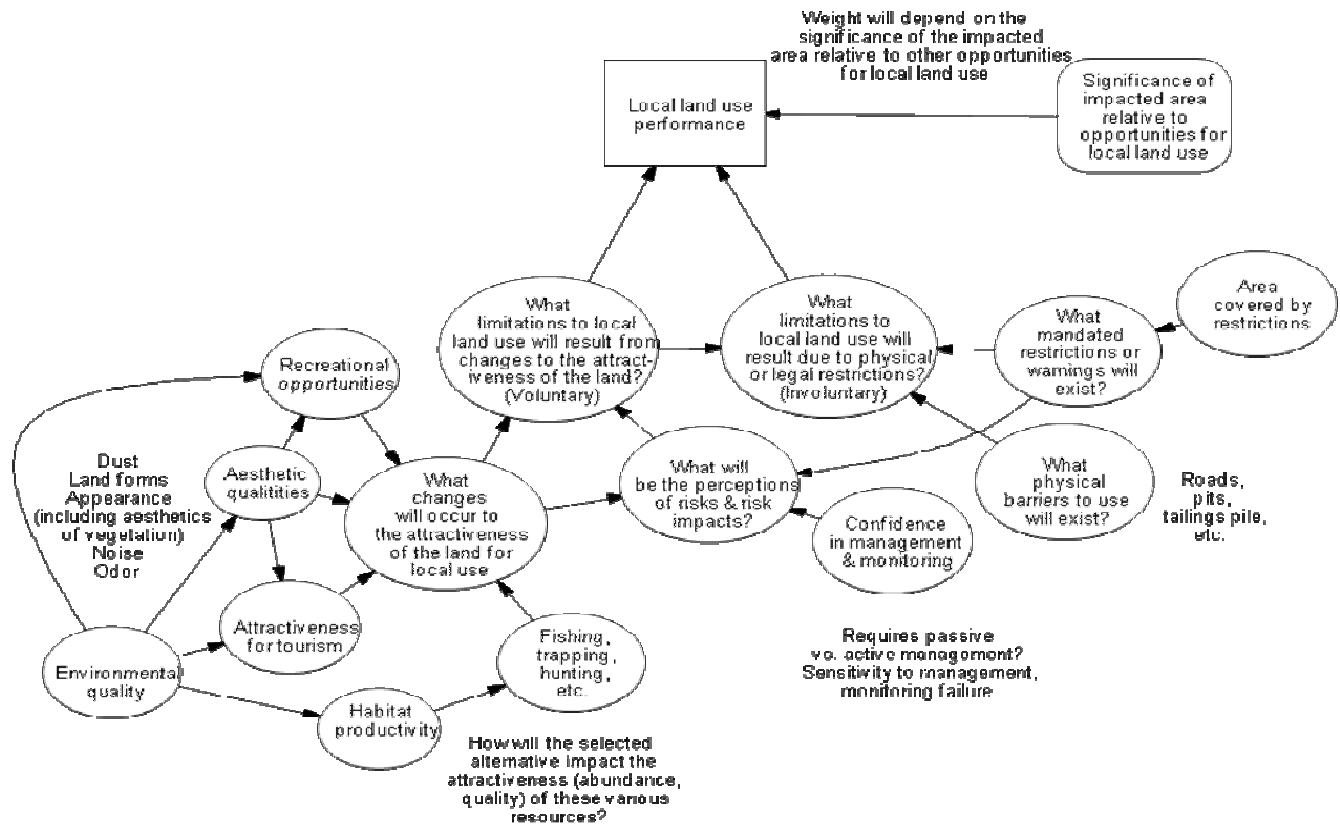 Weight will depend on the
significance of the impacted
area relative to other opportunities
for local land use
Local land use
performance
Significance of
impacted area
relative to
opportunities for
local land use
What
limitations to local
land use will result from
changes to the attract-
iveness of the land?
(Voluntary)
What
limitations to
local land use will
result due to physical
or legal restrictions?
(Involuntary)
What
mandated
restrictions or
warnings will
exist?
Area
covered by
restrictions
Recreational
opportunities
Dust
Land forms
Appearance
(including aesthetics
of vegetation)
Noise
Odor
Aesthetic
qualitities
What
changes
will occur to
the attractiveness
of the land for
local use
What will
be the perceptions
of risks & risk
impacts?
Confidence
in management
& monitoring
What
physical
barriers to use
will exist?
Roads,
pits,
tailings pile,
etc.
Attractiveness
for tourism
Environmental
quality
Habitat
productivity
Fishing,
trapping,
hunting,
etc.
Requires passive
vs. active management?
Sensitivity to management,
monitoring failure
How will the selected
alternative impact the
attractiveness (abundance,
quality) of these various
resources?